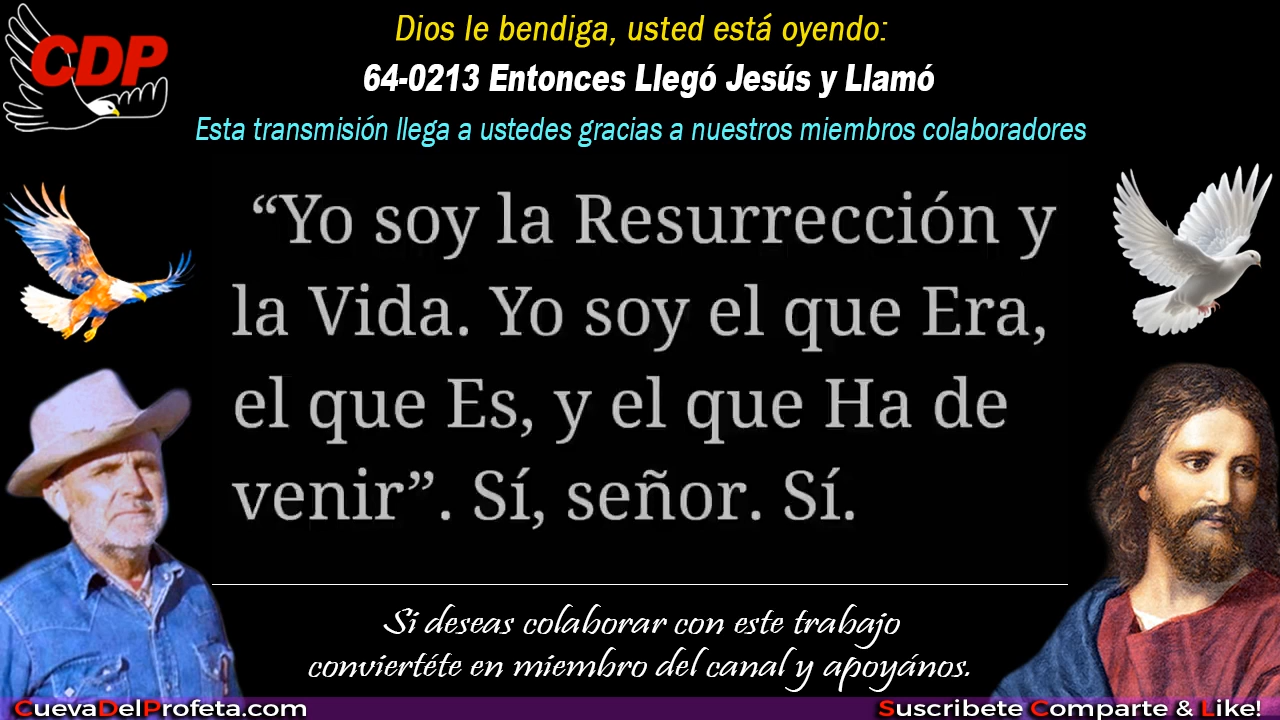 CDP
Dios le bendiga, usted está oyendo:
64-0213 Entonces Llegó Jesús y Llamó
Esta transmisión llega a ustedes gracias a nuestros miembros colaboradores
“Yo soy la Resurrección y
la Vida. Yo soy el que Era,
el que Es, y el que Ha de
venir”. Sí, señor. Sí.
Si deseas colaborar con este trabajo
conviertéte en miembro del canal y apoyános.
CuevaDelProfeta.com
Suscribete Comparte & Like!